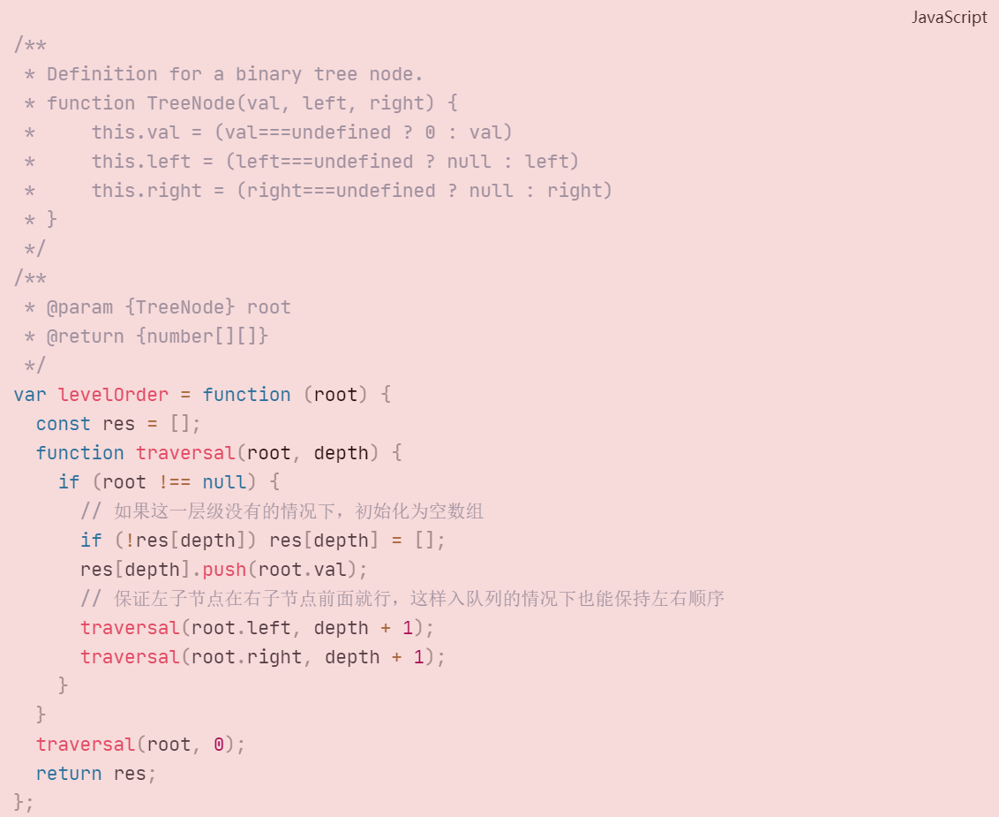 JavaScript
/**
 * Definition for a binary tree node.
 * function TreeNode(val, left, right) {
 *     this.val = (val===undefined ? 0 : val)
 *     this.left = (left===undefined ? null : left)
 *     this.right = (right===undefined ? null : right)
 * }
 */
/**
 * @param {TreeNode} root
 * @return {number[][]}
 */
var levelOrder = function (root) {
  const res = [];
  function traversal(root, depth) {
    if (root !== null) {
      // 如果这一层级没有的情况下，初始化为空数组
      if (!res[depth]) res[depth] = [];
      res[depth].push(root.val);
      // 保证左子节点在右子节点前面就行，这样入队列的情况下也能保持左右顺序
      traversal(root.left, depth + 1);
      traversal(root.right, depth + 1);
    }
  }
  traversal(root, 0);
  return res;
};